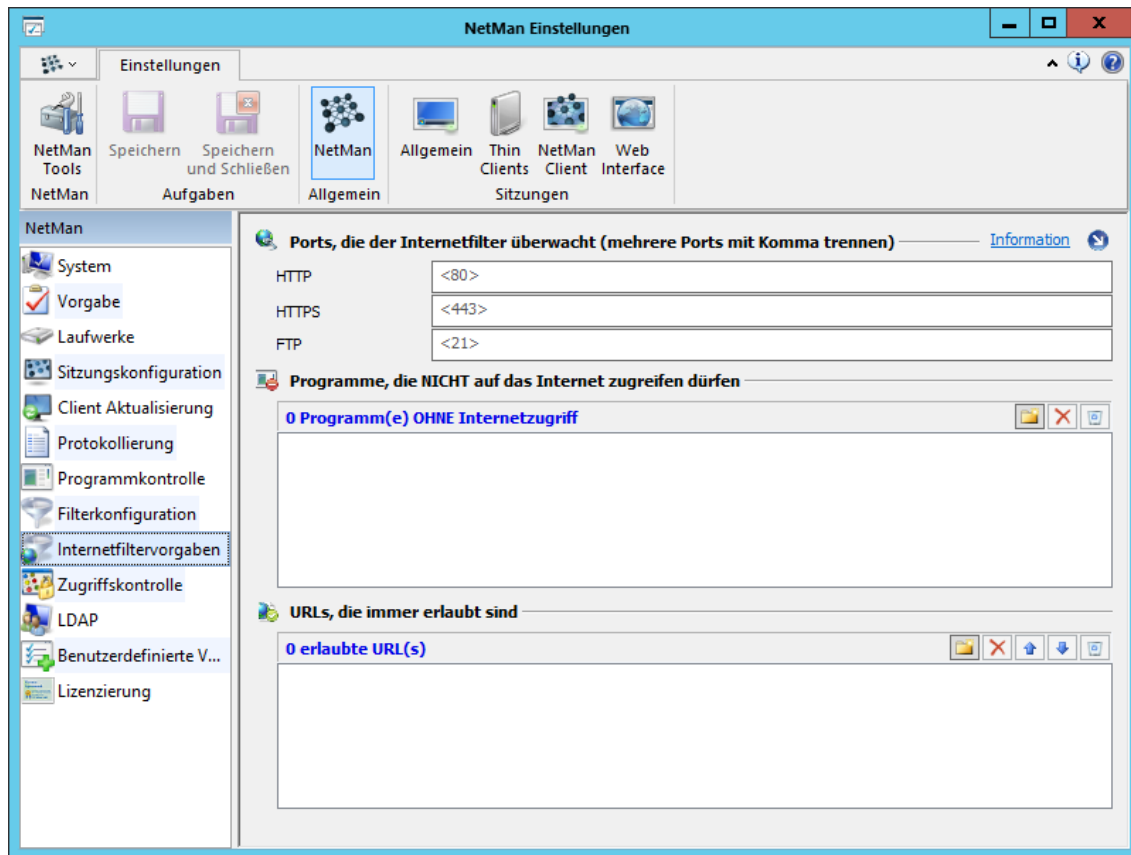 NetMan Einstellungen
Einstellungen
NetMan Tools
Speichern
Speichern und Schließen
NetMan
Allgemein
Thin Clients
NetMan Client
Web Interface
NetMan
Aufgaben
Allgemein
Sitzungen
NetMan
System
Vorgabe
Laufwerke
Sitzungskonfiguration
Client Aktualisierung
Protokollierung
Programmkontrolle
Filterkonfiguration
Internetfiltervorgaben
Zugriffskontrolle
LDAP
Benutzerdefinierte V...
Lizenzierung
Ports, die der Internetfilter überwacht (mehrere Ports mit Komma trennen)
Information
HTTP
<80>
HTTPS
<443>
FTP
<21>
Programme, die NICHT auf das Internet zugreifen dürfen
0 Programm(e) OHNE Internetzugriff
URLs, die immer erlaubt sind
0 erlaubte URL(s)